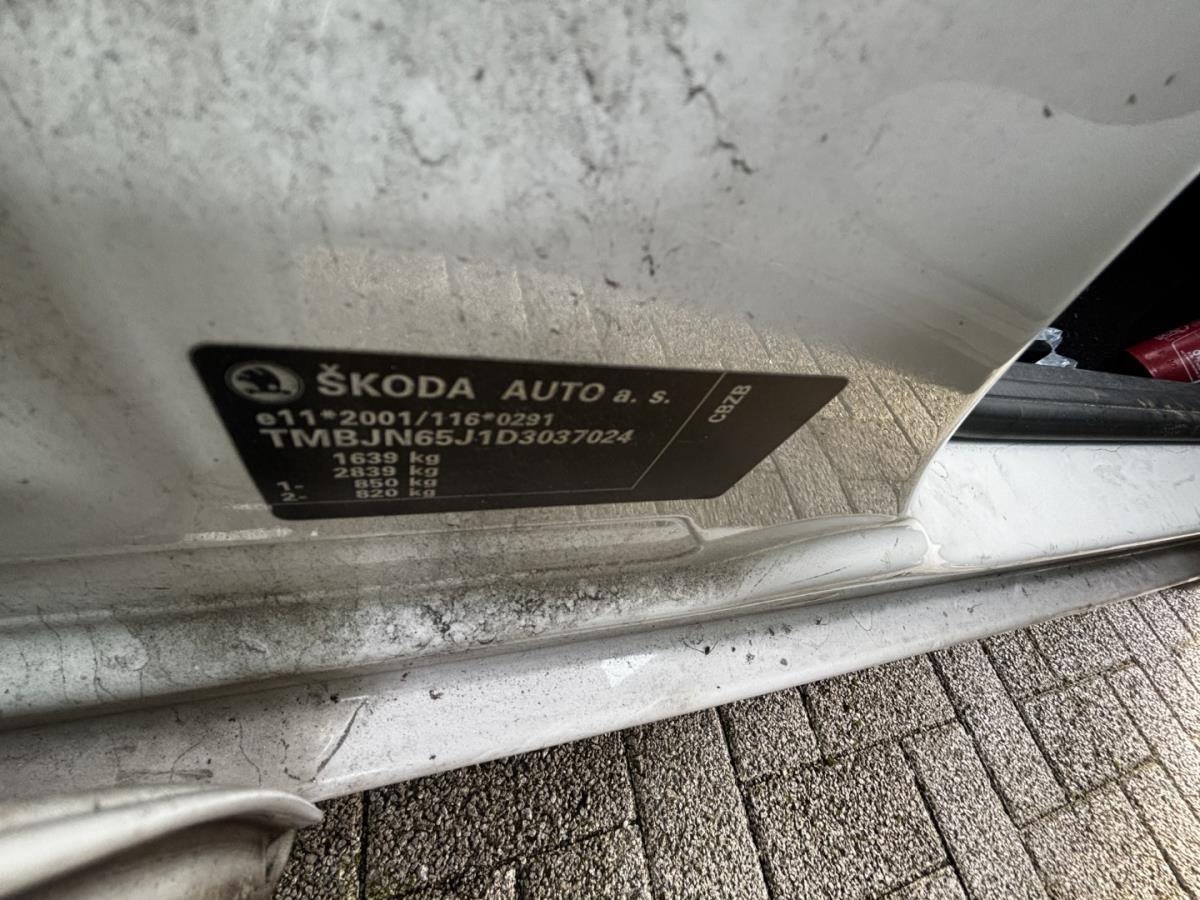 ŠKODA AUTO a. s.
CBZB
e11*2001/116*0291
TMBJN65J1D3037024
1639 kg
2839 kg
1- 850 kg
2- 820 kg